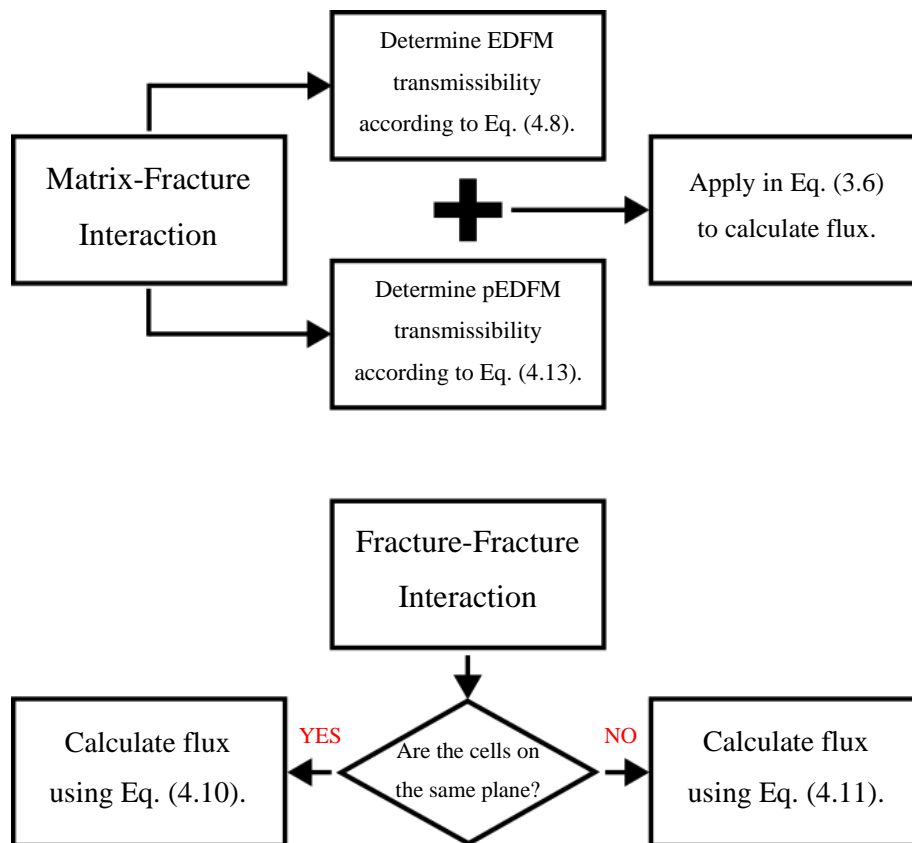 Determine EDFM
transmissibility
according to Eq. (4.8).
Matrix-Fracture
Interaction
Apply in Eq. (3.6)
to calculate flux.
Determine pEDFM
transmissibility
according to Eq. (4.13).
Fracture-Fracture
Interaction
YES
NO
Calculate flux
using Eq. (4.10).
Are the cells on
the same plane?
Calculate flux
using Eq. (4.11).